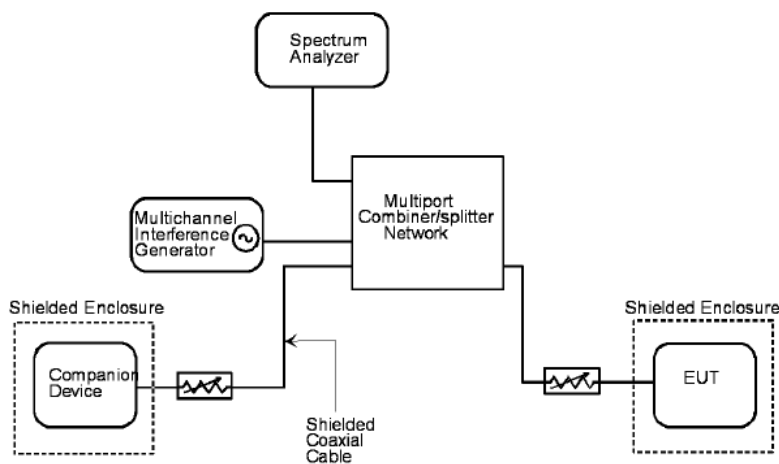 Spectrum
Analyzer
Multiport
Combiner/splitter
Network
Multichannel
Interference
Generator
Shielded Enclosure
Shielded Enclosure
Companion
Device
EUT
Shielded
Coaxial
Cable